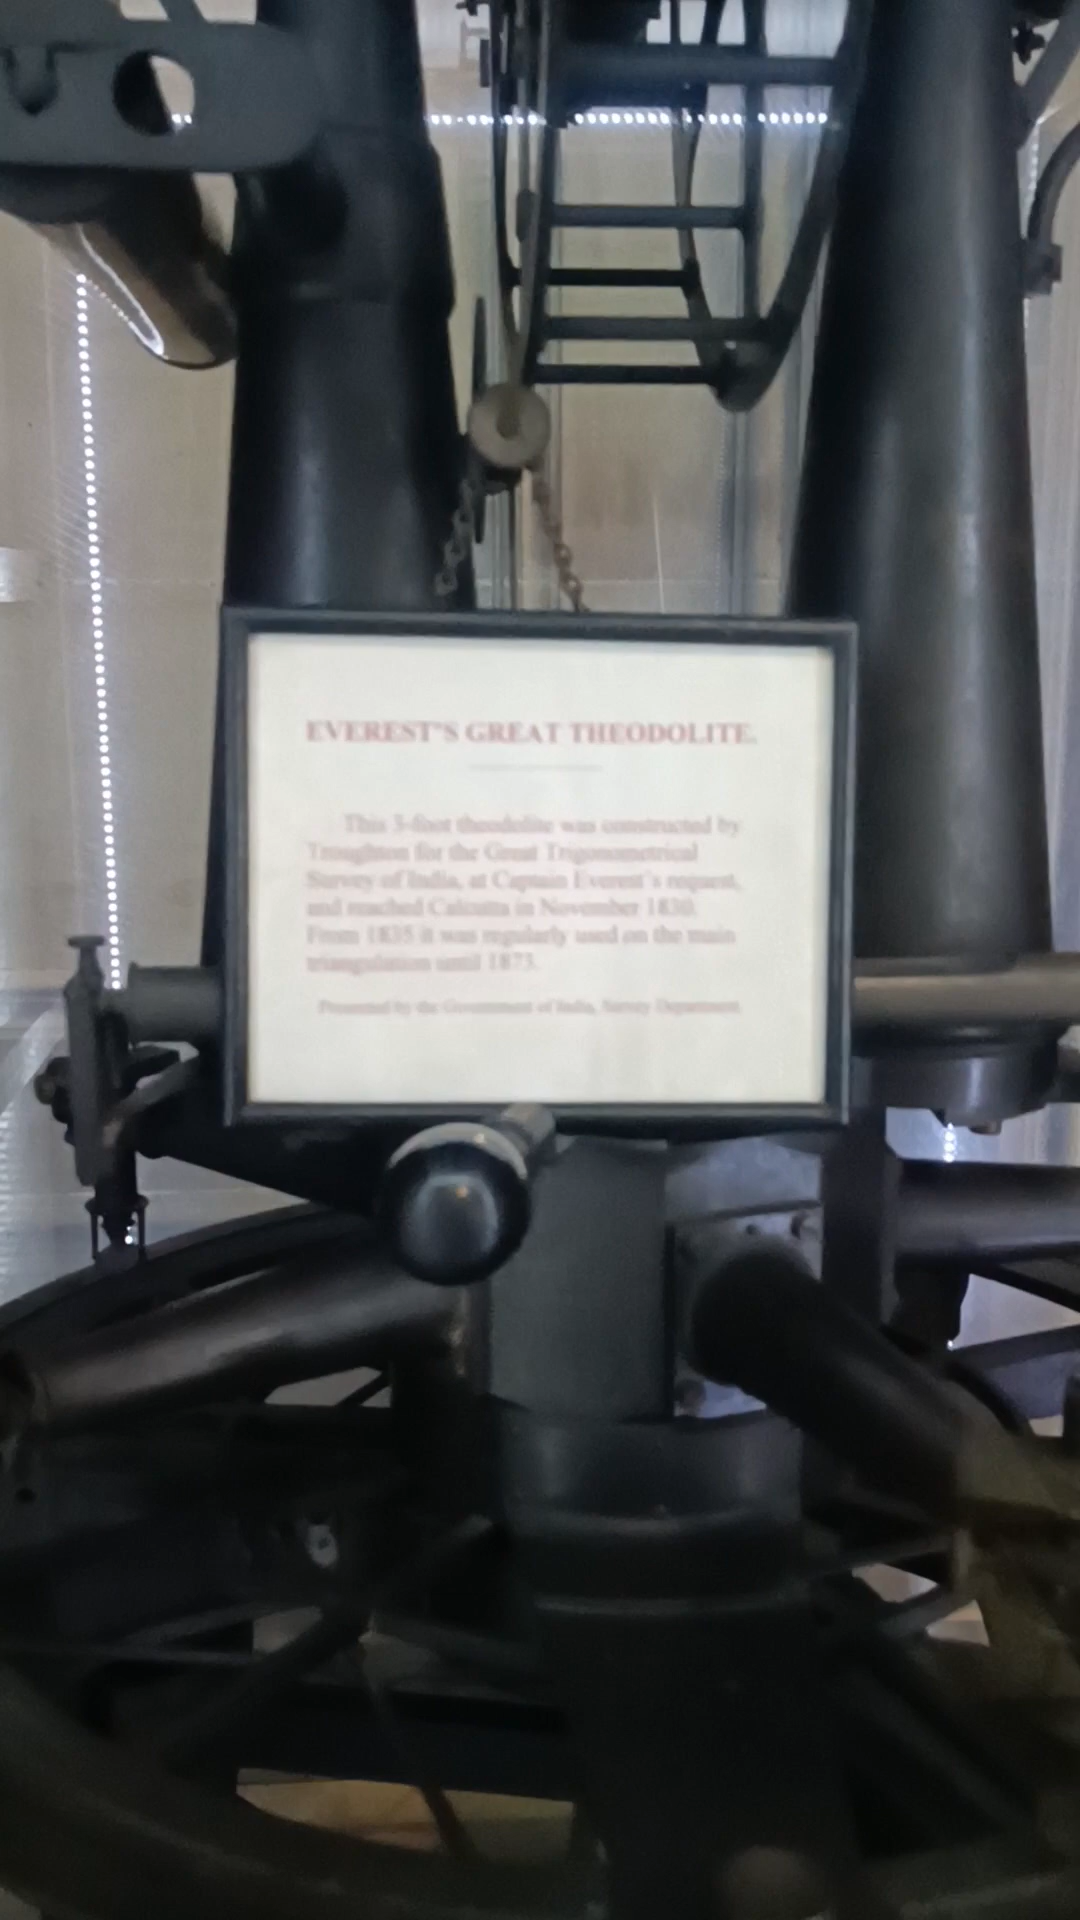 EVEREST'S GREAT THEODOLITE.
This 3-foot theodolite was constructed by
Troughton for the Great Trigonometrical
Survey of India, at Captain Everest's request,
and reached Calcutta in November 1830.
From 1835 it was regularly used on the main
triangulation until 1873.
Presented by the Government of India, Survey Department.